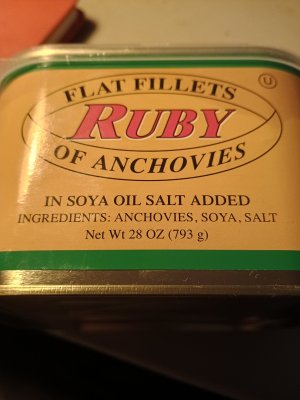 FLAT FILLETS
U
RUBY
OF ANCHOVIES
IN SOYA OIL SALT ADDED
INGREDIENTS: ANCHOVIES, SOYA, SALT
Net Wt 28 OZ (793 g)